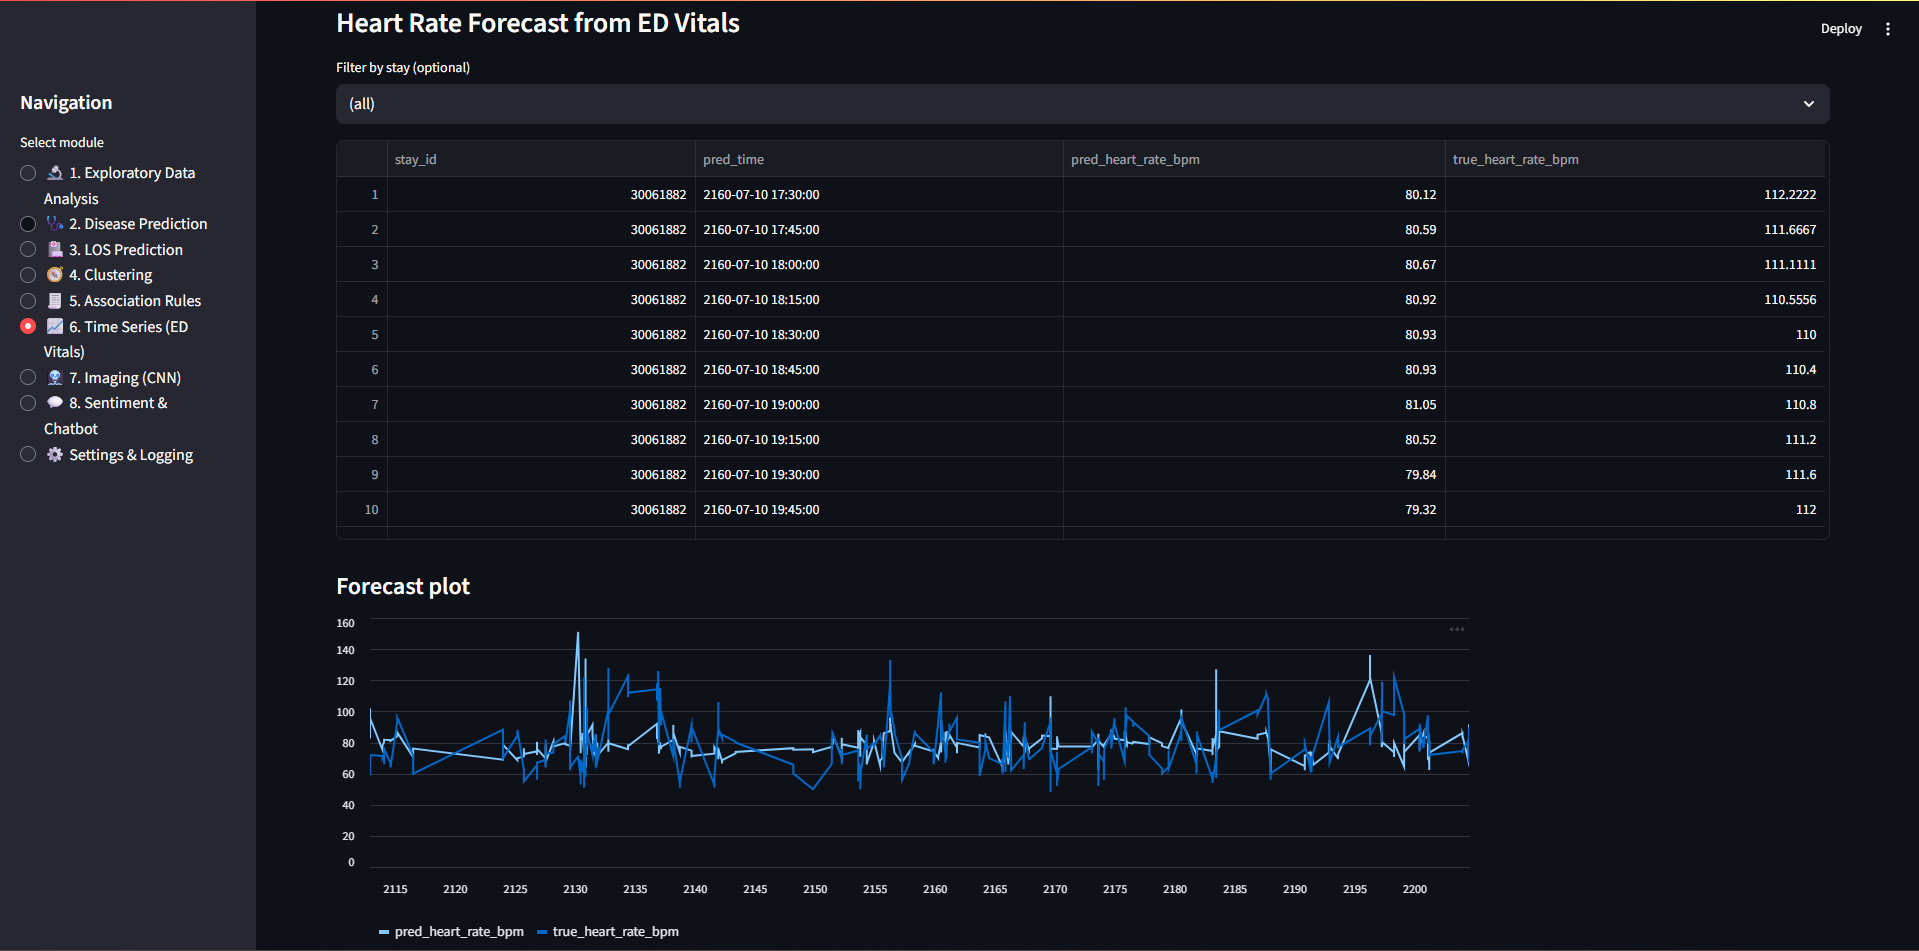 Heart Rate Forecast from ED Vitals
Deploy
Filter by stay (optional)
(all)
Navigation
Select module
1. Exploratory Data
Analysis
2. Disease Prediction
3. LOS Prediction
4. Clustering
5. Association Rules
6. Time Series (ED
Vitals)
7. Imaging (CNN)
8. Sentiment &
Chatbot
Settings & Logging
stay_id pred_time pred_heart_rate_bpm true_heart_rate_bpm
1 30061882 2160-07-10 17:30:00 80.12 112.2222
2 30061882 2160-07-10 17:45:00 80.59 111.6667
3 30061882 2160-07-10 18:00:00 80.67 111.1111
4 30061882 2160-07-10 18:15:00 80.92 110.5556
5 30061882 2160-07-10 18:30:00 80.93 110
6 30061882 2160-07-10 18:45:00 80.93 110.4
7 30061882 2160-07-10 19:00:00 81.05 110.8
8 30061882 2160-07-10 19:15:00 80.52 111.2
9 30061882 2160-07-10 19:30:00 79.84 111.6
10 30061882 2160-07-10 19:45:00 79.32 112
Forecast plot
160
140
120
100
80
60
40
20
0
2115 2120 2125 2130 2135 2140 2145 2150 2155 2160 2165 2170 2175 2180 2185 2190 2195 2200
pred_heart_rate_bpm true_heart_rate_bpm